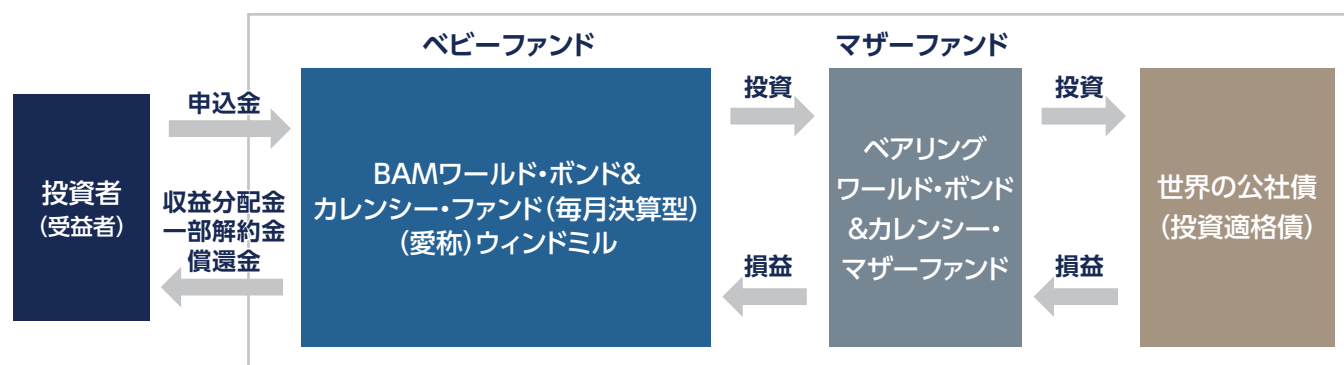 ベビーファンド
マザーファンド
投資者
(受益者)
申込金
収益分配金
一部解約金
償還金
BAMワールド・ボンド&
カレンシー・ファンド(毎月決算型)
(愛称)ウィンドミル
投資
損益
ベアリング
ワールド・ボンド
&カレンシー・
マザーファンド
投資
損益
世界の公社債
(投資適格債)